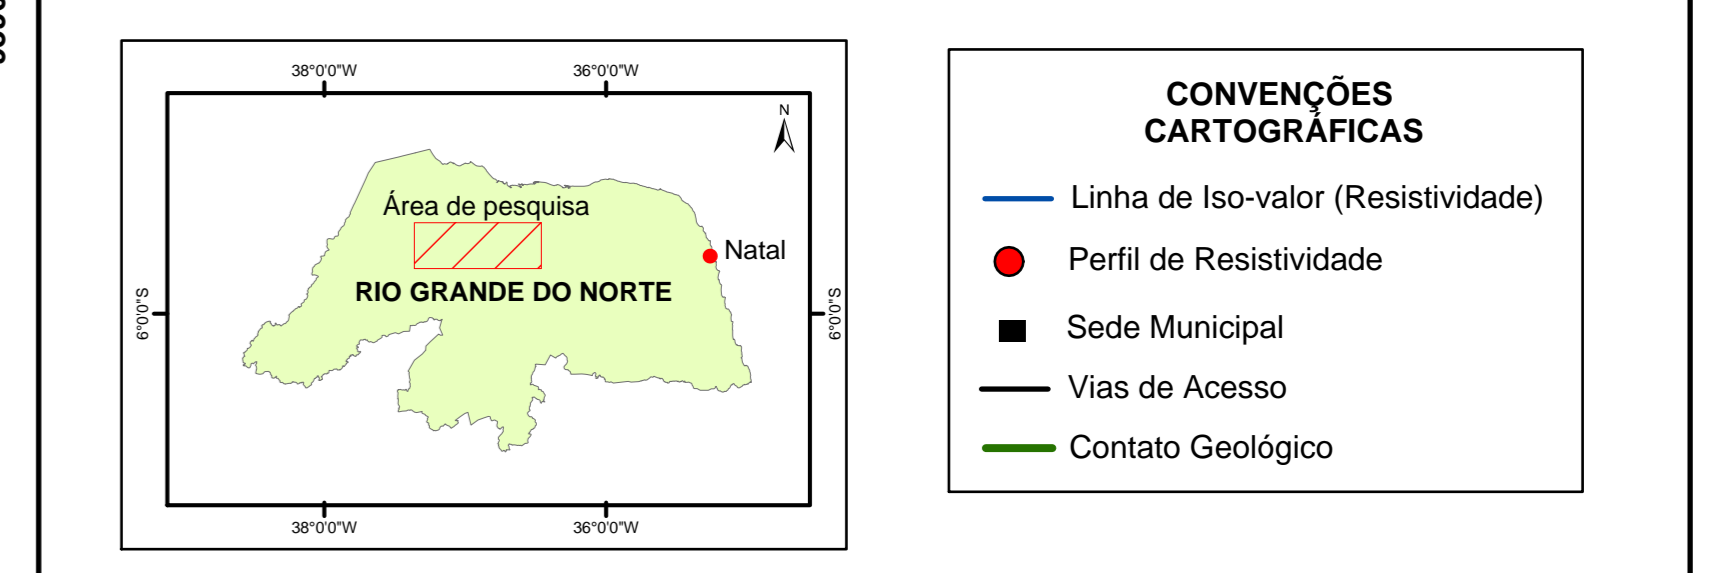 38°0'0"W
36°0'0"W
N
Área de pesquisa
Natal
RIO GRANDE DO NORTE
6°0'0"S
6°0'0"S
38°0'0"W
36°0'0"W
CONVENÇÕES
CARTOGRÁFICAS
Linha de Iso-valor (Resistividade)
Perfil de Resistividade
Sede Municipal
Vias de Acesso
Contato Geológico